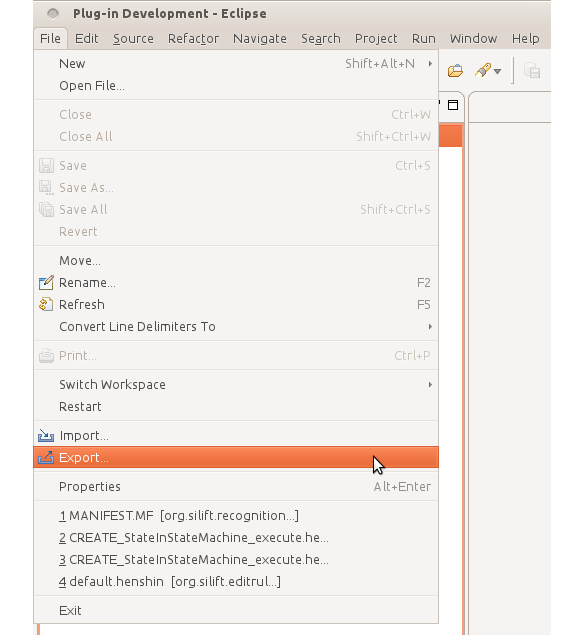 Plug-in Development - Eclipse
File Edit Source Refactor Navigate Search Project Run Window Help
New Shift+Alt+N
Open File...
Close Ctrl+W
Close All Shift+Ctrl+W
Save Ctrl+S
Save As...
Save All Shift+Ctrl+S
Revert
Move...
Rename... F2
Refresh F5
Convert Line Delimiters To
Print... Ctrl+P
Switch Workspace
Restart
Import...
Export...
Properties Alt+Enter
1 MANIFEST.MF [org.silift.recognition...]
2 CREATE_StateInStateMachine_execute.he...
3 CREATE_StateInStateMachine_execute.he...
4 default.henshin [org.silift.editrul...]
Exit